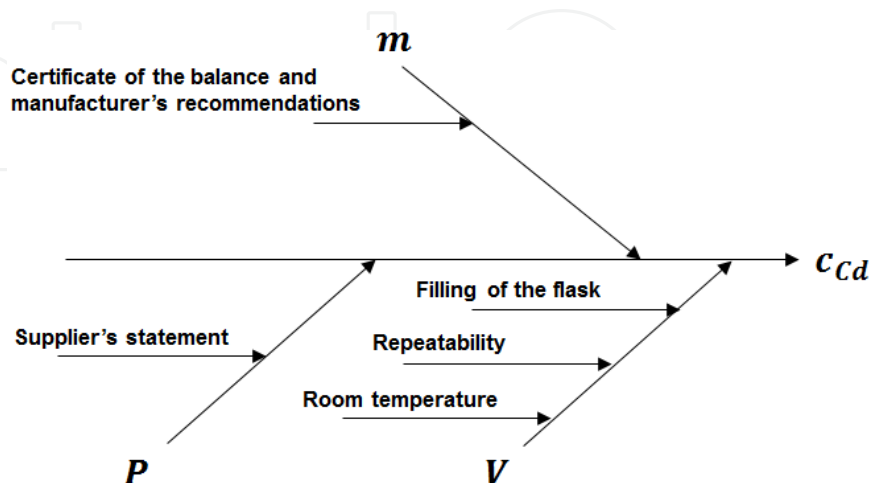 m
Certificate of the balance and
manufacturer’s recommendations
c_Cd
Filling of the flask
Supplier’s statement
Repeatability
Room temperature
P
V